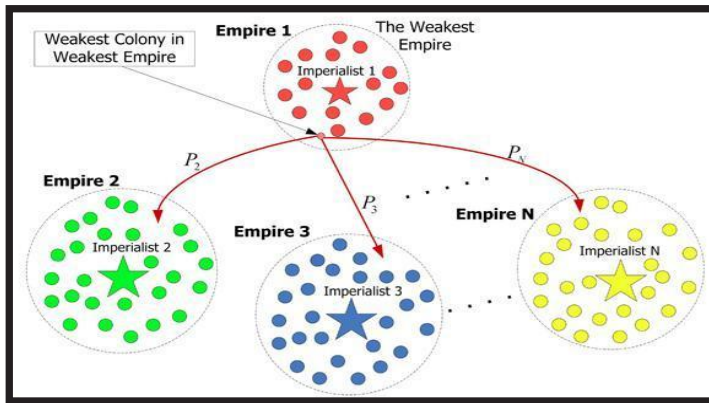 Empire 1
The Weakest
Empire
Weakest Colony in
Weakest Empire
Imperialist 1
P2
P3
PN
Empire 2
Imperialist 2
Empire 3
Imperialist 3
Empire N
Imperialist N